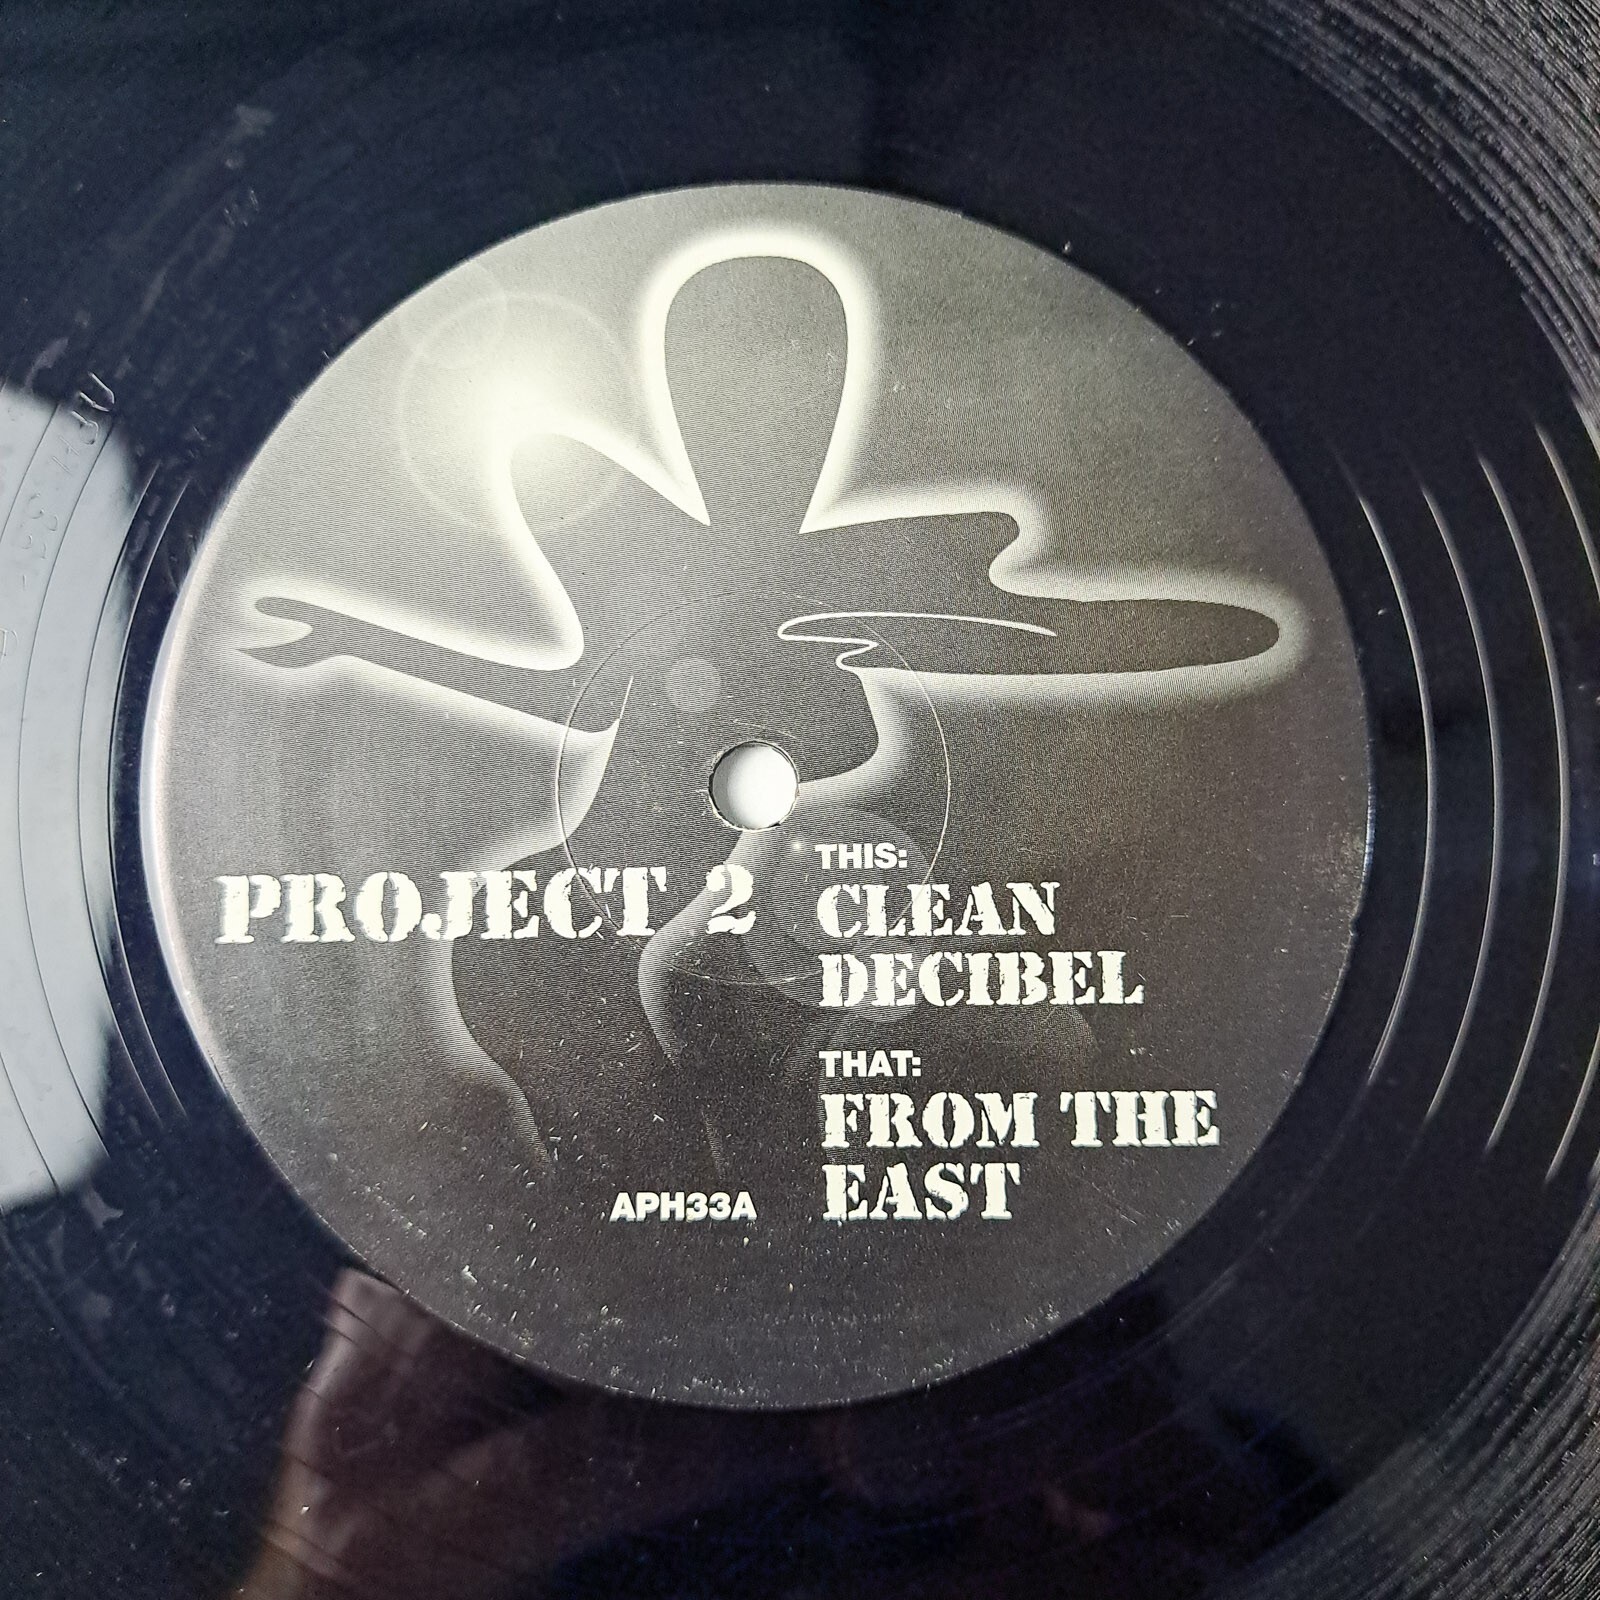 PROJECT 2
THIS:
CLEAN
DECIBEL
THAT:
FROM THE
EAST
APH33A